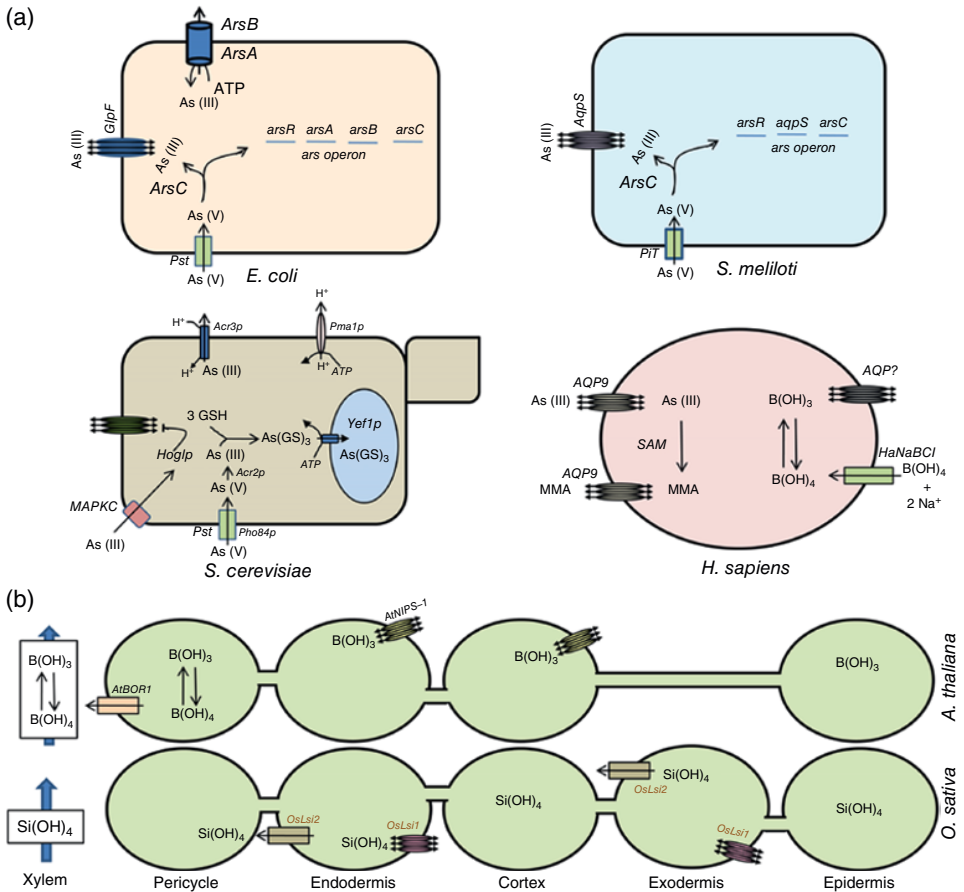 (a)
ArsB
ArsA
ATP
As (III)
GlpF
As (III)
As (III)
ArsC
arsR arsA arsB arsC
ars operon
As (V)
Pst
As (V)
E. coli
AqpS
As (III)
As (III)
ArsC
arsR aqpS arsC
ars operon
As (V)
PiT
As (V)
S. meliloti
H+
Acr3p
H+
As (III)
H+
Pma1p
H+
ATP
3 GSH
Hoglp
As (III)
As(GS)3
ATP
Yef1p
As(GS)3
Acr2p
As (V)
MAPKC
As (III)
Pst
Pho84p
As (V)
S. cerevisiae
AQP9
As (III)
As (III)
SAM
AQP9
MMA
MMA
B(OH)3
B(OH)4
AQP?
HaNaBCI
B(OH)4
+
2 Na+
H. sapiens
(b)
B(OH)3
B(OH)4
AtBOR1
B(OH)3
B(OH)4
AtNIPS–1
B(OH)3
B(OH)3
B(OH)3
A. thaliana
Si(OH)4
Si(OH)4
OsLsi2
Si(OH)4
OsLsi1
Si(OH)4
Si(OH)4
OsLsi2
OsLsi1
Si(OH)4
O. sativa
Xylem Pericycle Endodermis Cortex Exodermis Epidermis